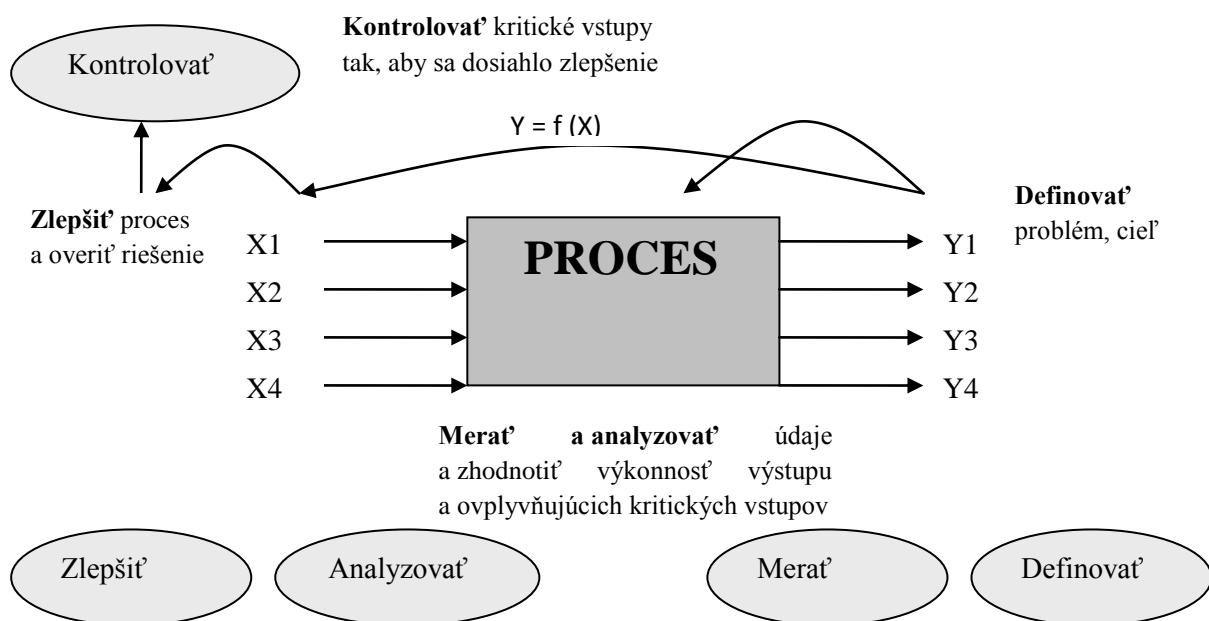 Kontrolovať kritické vstupy
tak, aby sa dosiahlo zlepšenie
Kontrolovať
Y = f (X)
Zlepšiť proces
a overiť riešenie
Definovať
problém, cieľ
PROCES
X1
X2
X3
X4
Y1
Y2
Y3
Y4
Merať a analyzovať údaje
a zhodnotiť výkonnosť výstupu
a ovplyvňujúcich kritických vstupov
Zlepšiť
Analyzovať
Merať
Definovať